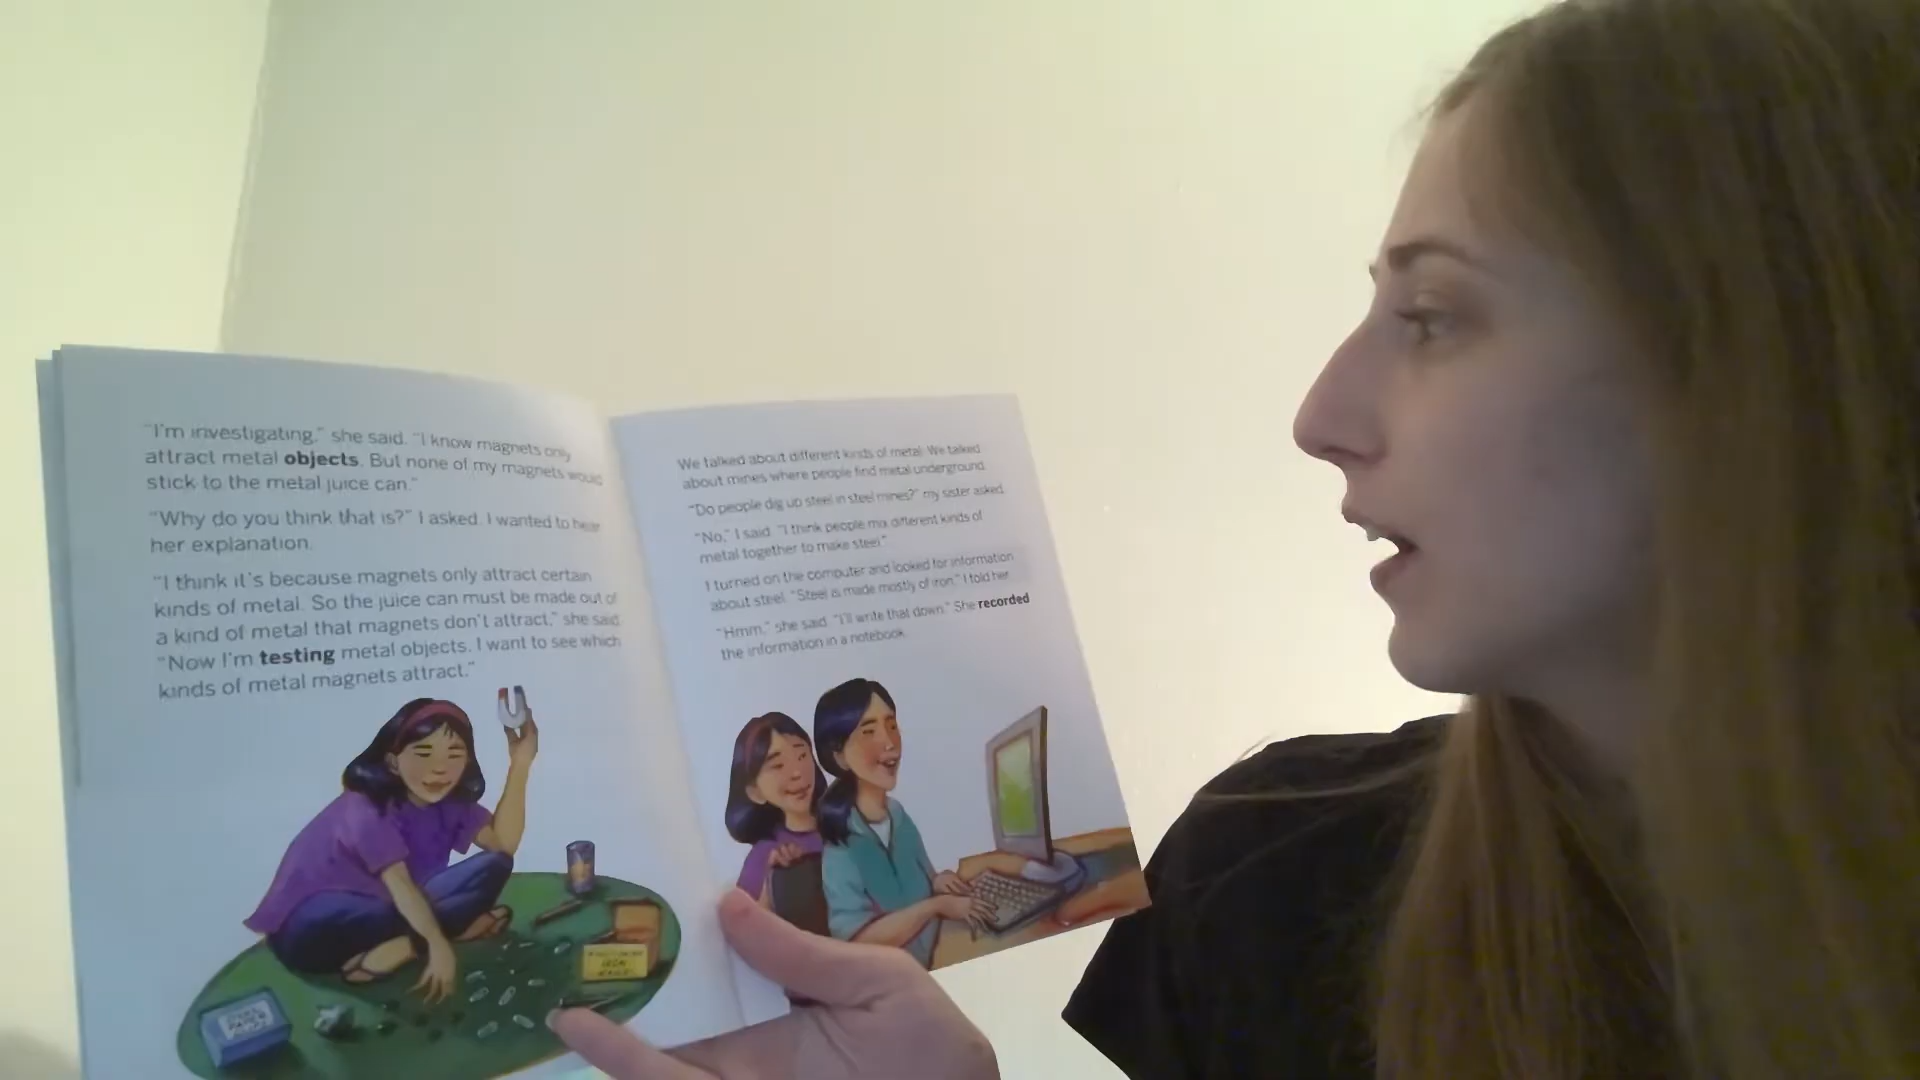 "I'm investigating," she said. "I know magnets only
attract metal objects. But none of my magnets would
stick to the metal juice can."
"Why do you think that is?" I asked. I wanted to hear
her explanation.
"I think it's because magnets only attract certain
kinds of metal. So the juice can must be made out of
a kind of metal that magnets don't attract," she said.
"Now I'm testing metal objects. I want to see which
kinds of metal magnets attract."
PAPER
IRON
NAILS
We talked about different kinds of metal. We talked
about mines where people find metal underground.
"Do people dig up steel in steel mines?" my sister asked.
"No," I said. "I think people mix different kinds of
metal together to make steel."
I turned on the computer and looked for information
about steel. "Steel is made mostly of iron," I told her.
"Hmm," she said. "I'll write that down." She recorded
the information in a notebook.